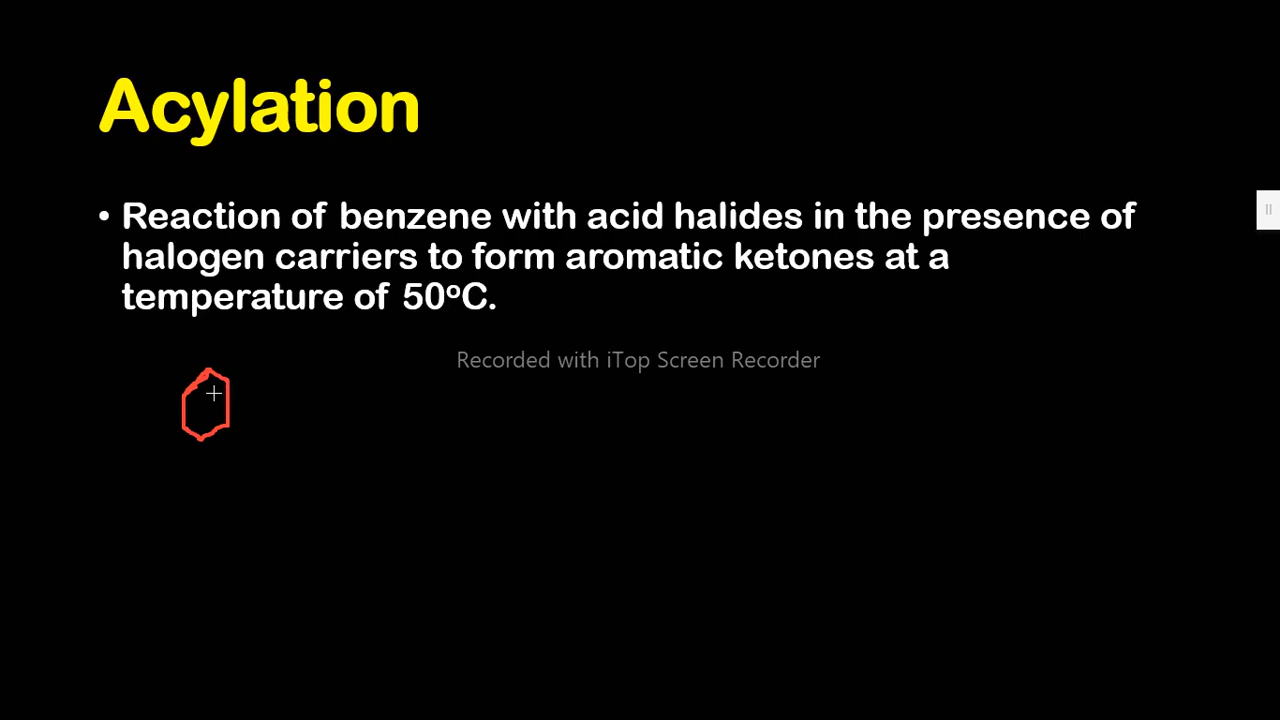 Acylation
• Reaction of benzene with acid halides in the presence of
halogen carriers to form aromatic ketones at a
temperature of 50°C.
Recorded with iTop Screen Recorder